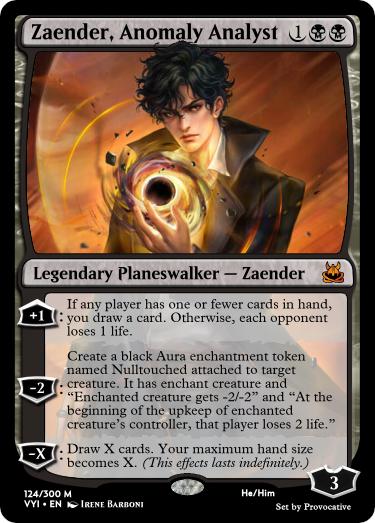 Zaender, Anomaly Analyst 1
Legendary Planeswalker — Zaender
+1: If any player has one or fewer cards in hand,
you draw a card. Otherwise, each opponent
loses 1 life.
Create a black Aura enchantment token
named Nulltouched attached to target
-2: creature. It has enchant creature and
“Enchanted creature gets -2/-2” and “At the
beginning of the upkeep of enchanted
creature’s controller, that player loses 2 life.”
-X: Draw X cards. Your maximum hand size
becomes X. (This effects lasts indefinitely.)
3
124/300 M
VYI • EN Irene Barboni
He/Him
Set by Provocative